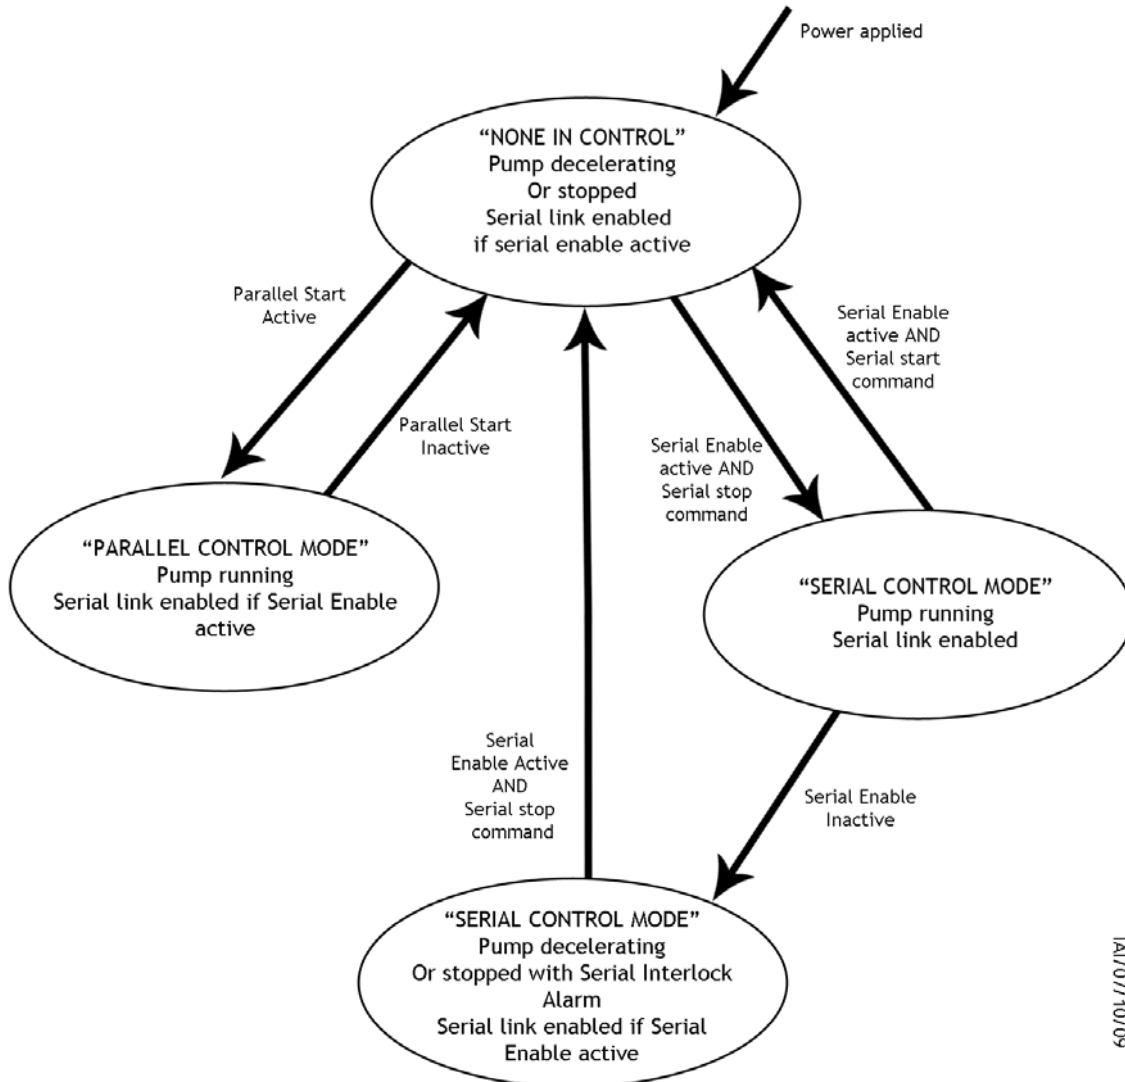 Power applied
“NONE IN CONTROL”
Pump decelerating
Or stopped
Serial link enabled
if serial enable active
Parallel Start
Active
Parallel Start
Inactive
Serial Enable
active AND
Serial start
command
Serial Enable
active AND
Serial stop
command
“PARALLEL CONTROL MODE”
Pump running
Serial link enabled if Serial Enable
active
“SERIAL CONTROL MODE”
Pump running
Serial link enabled
Serial
Enable Active
AND
Serial stop
command
Serial Enable
Inactive
“SERIAL CONTROL MODE”
Pump decelerating
Or stopped with Serial Interlock
Alarm
Serial link enabled if Serial
Enable active